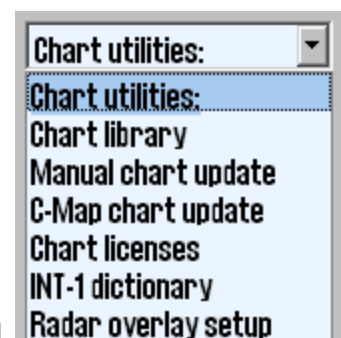 Chart utilities:
Chart utilities:
Chart library
Manual chart update
C-Map chart update
Chart licenses
INT-1 dictionary
Radar overlay setup